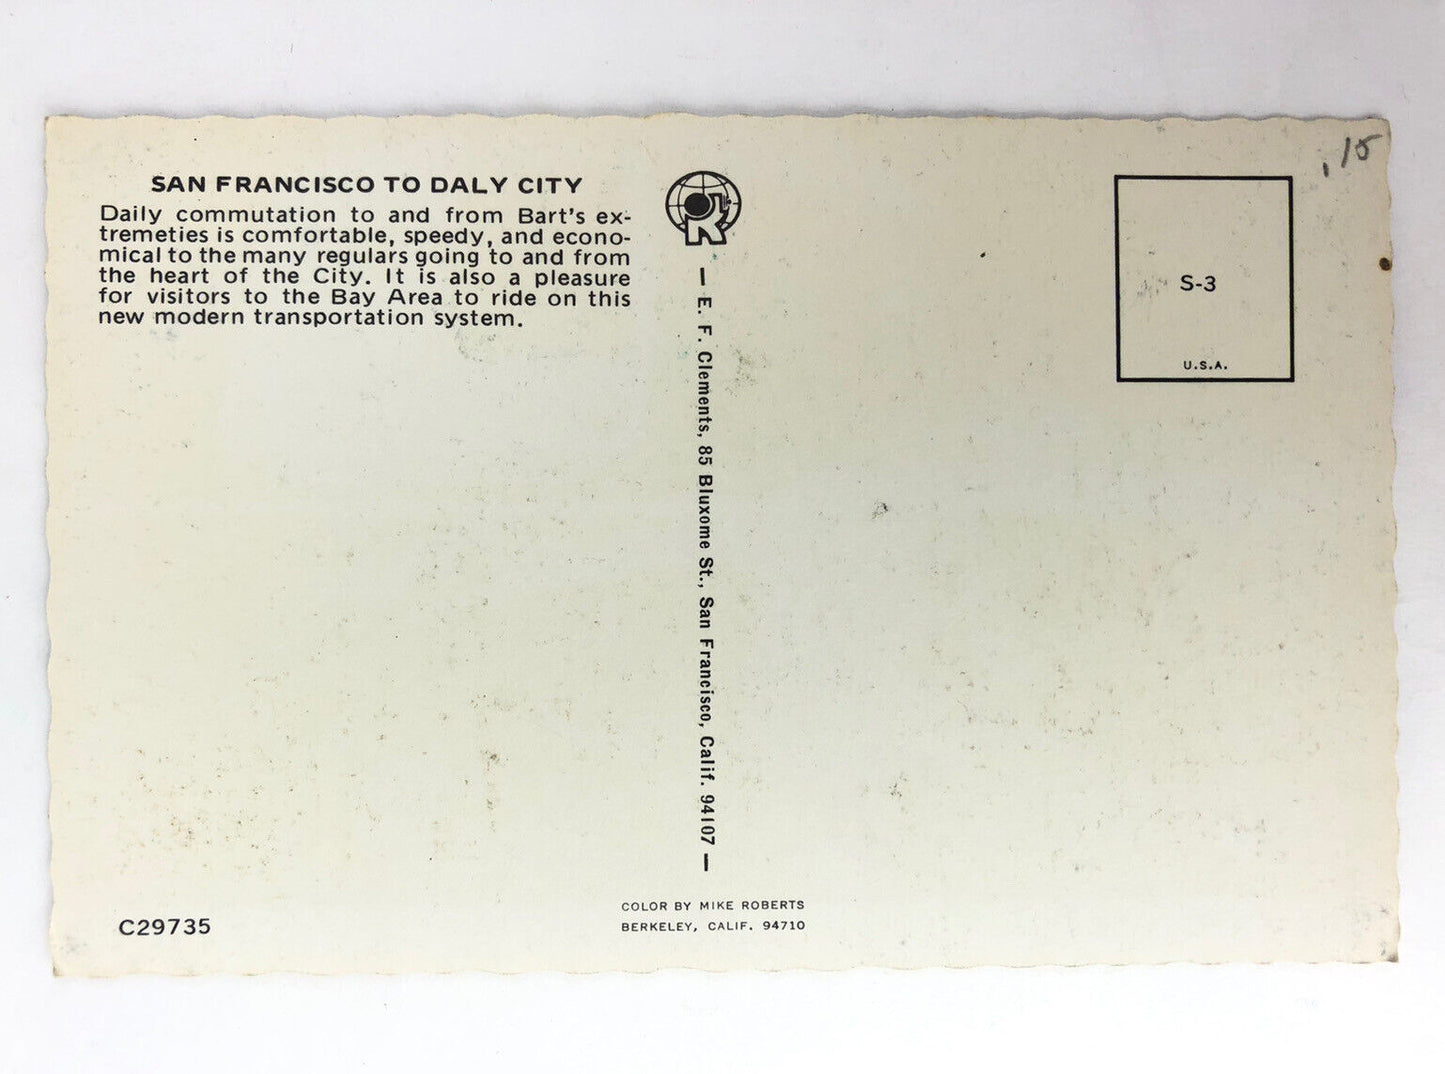 .15
SAN FRANCISCO TO DALY CITY
Daily commutation to and from Bart's ex-
tremeties is comfortable, speedy, and econo-
mical to the many regulars going to and from
the heart of the City. It is also a pleasure
for visitors to the Bay Area to ride on this
new modern transportation system.
— E. F. Clements, 85 Bluxome St., San Francisco, Calif. 94107 —
S-3
U.S.A.
C29735
COLOR BY MIKE ROBERTS
BERKELEY, CALIF. 94710